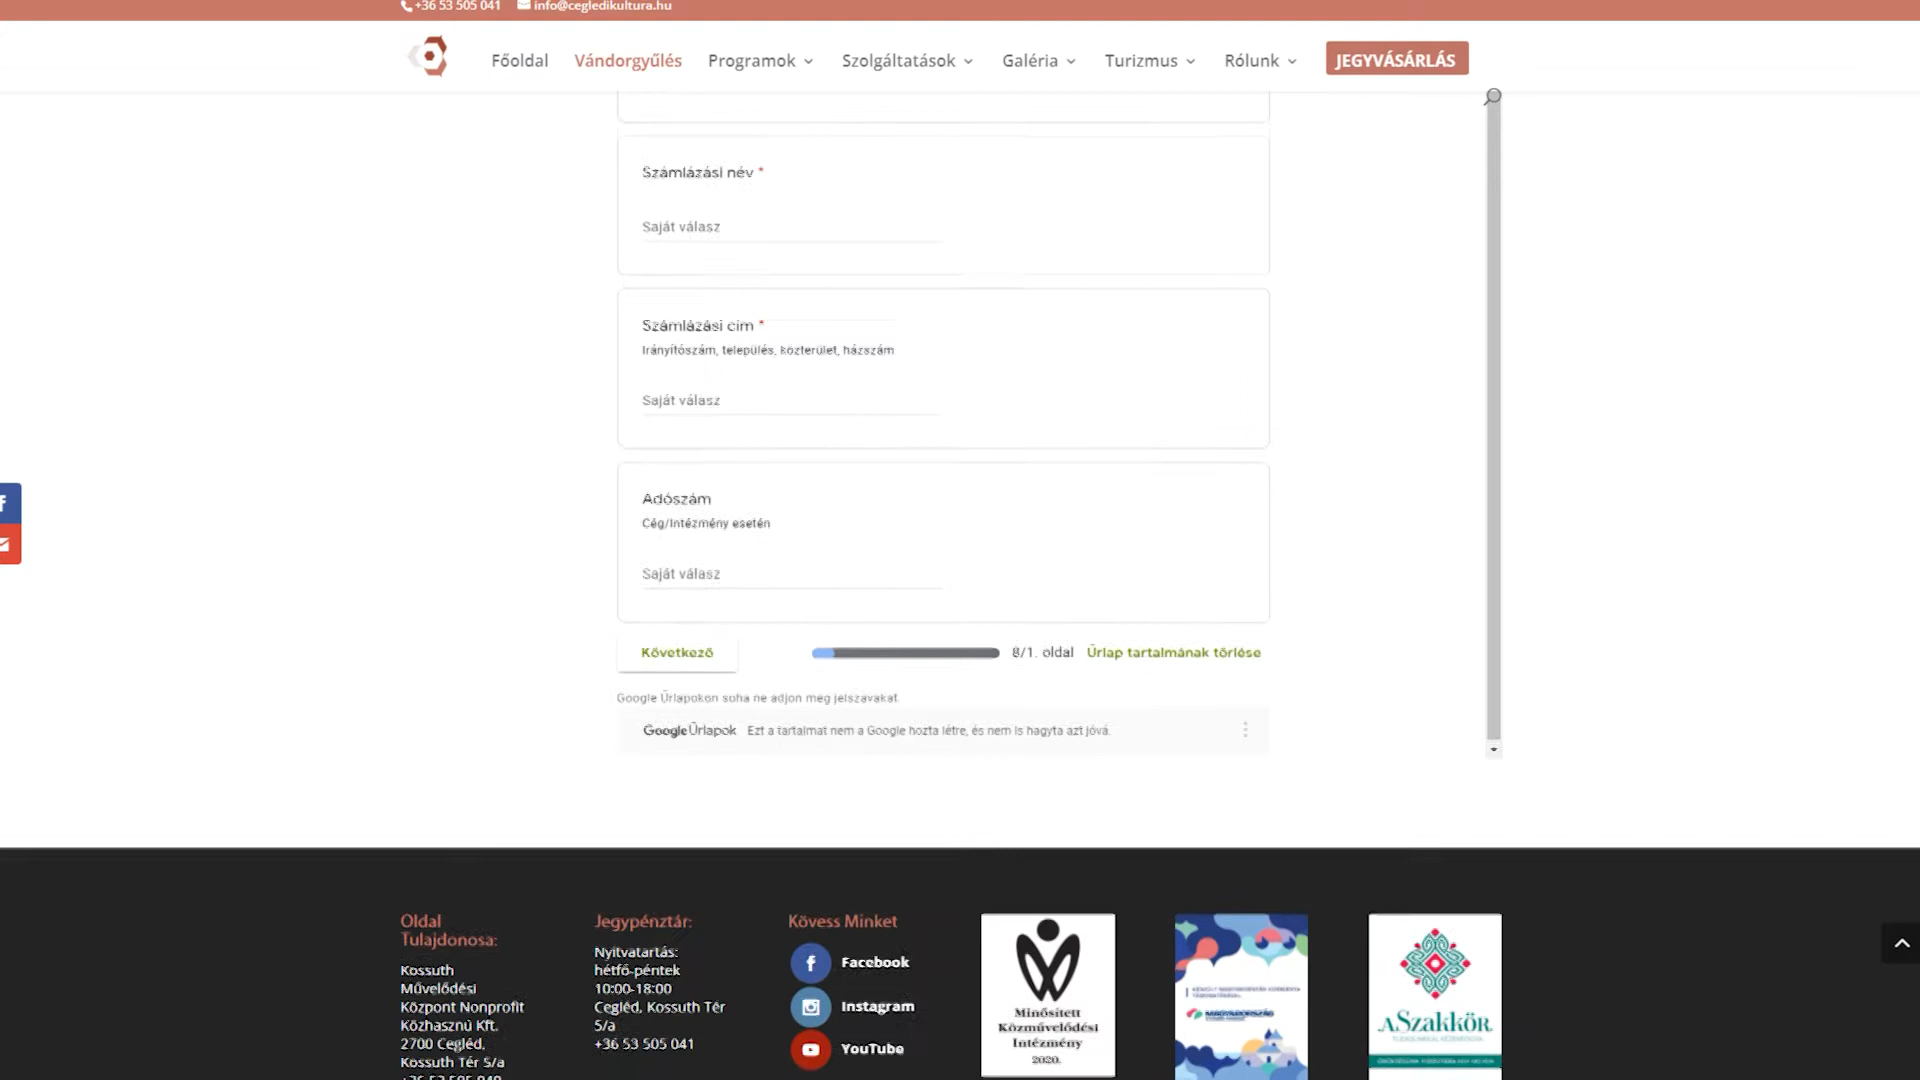 +36 53 505 041 info@cegledikultura.hu
Főoldal Vándorgyűlés Programok Szolgáltatások Galéria Turizmus Rólunk JEGYVÁSÁRLÁS
Számlázási név *
Saját válasz
Számlázási cím *
Irányítószám, település, közterület, házszám
Saját válasz
Adószám
Cég/Intézmény esetén
Saját válasz
Következő 8/1. oldal Űrlap tartalmának törlése
Google Űrlapokon soha ne adjon meg jelszavakat.
Google Űrlapok Ezt a tartalmat nem a Google hozta létre, és nem is hagyta azt jóvá.
Oldal
Tulajdonosa:
Kossuth
Művelődési
Központ Nonprofit
Közhasznú Kft.
2700 Cegléd,
Kossuth Tér 5/a
Jegypénztár:
Nyitvatartás:
hétfő-péntek
10:00-18:00
Cegléd, Kossuth Tér
5/a
+36 53 505 041
Kövess Minket
Facebook
Instagram
YouTube
Minősített
Közművelődési
Intézmény
2020.
ASzakkör